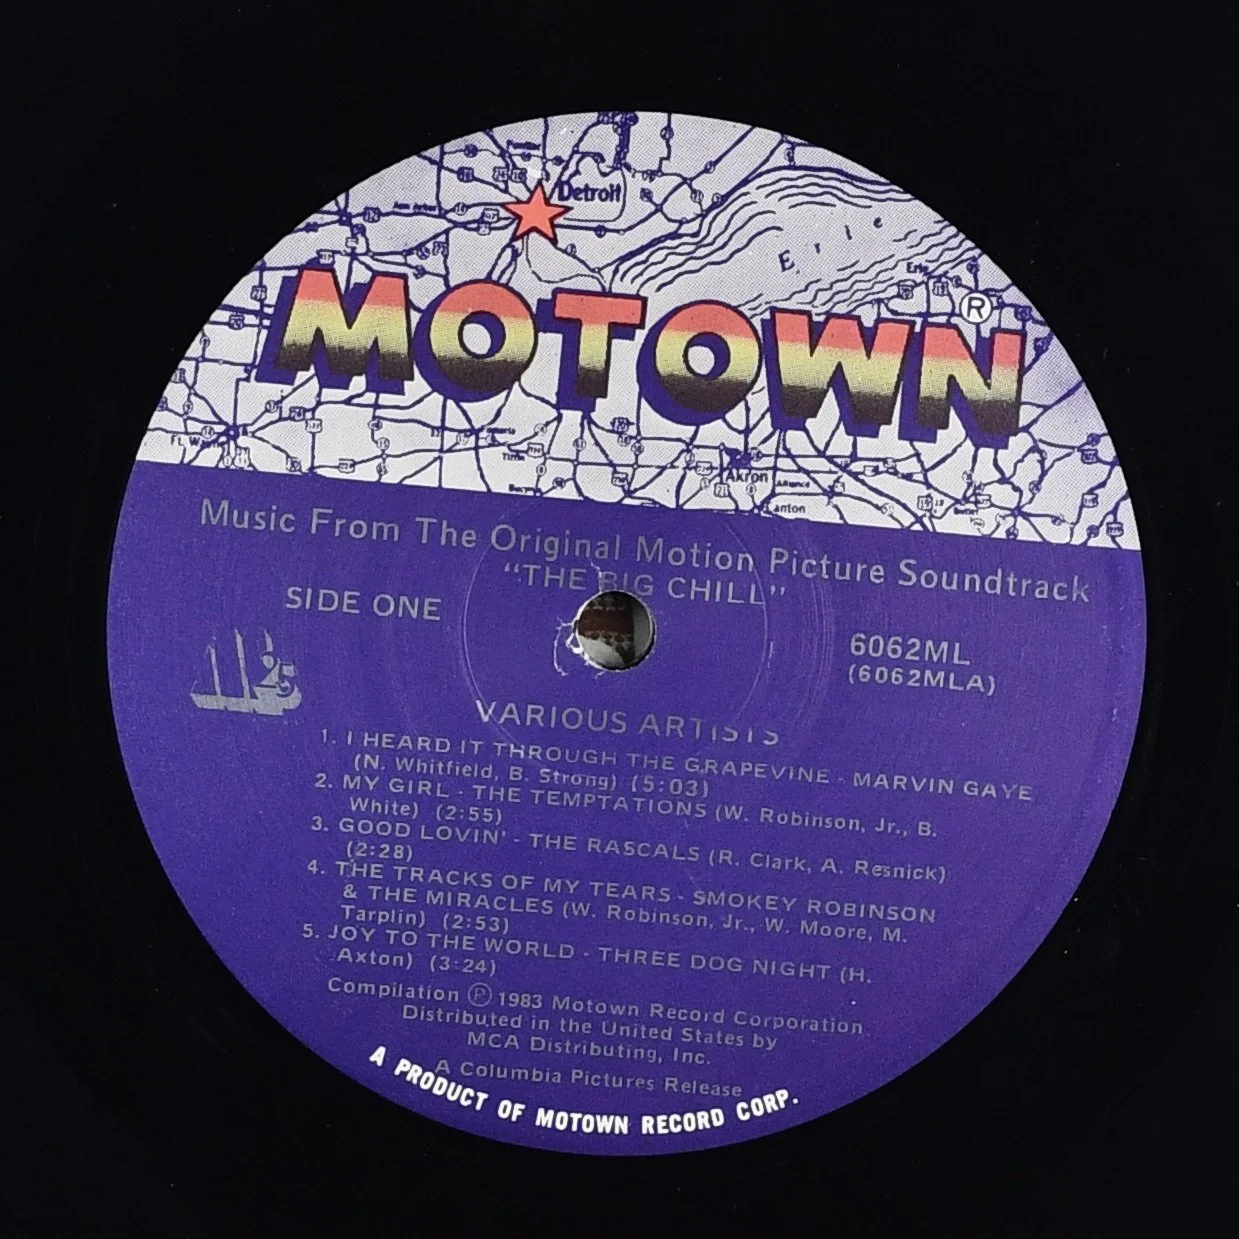 Detroit
Erie
Erie
MOTOWN®
Akron
Music From The Original Motion Picture Soundtrack
"THE BIG CHILL"
SIDE ONE
6062ML
(6062MLA)
VARIOUS ARTISTS
1. I HEARD IT THROUGH THE GRAPEVINE - MARVIN GAYE
(N. Whitfield, B. Strong) (5:03)
2. MY GIRL - THE TEMPTATIONS (W. Robinson, Jr., B.
White) (2:55)
3. GOOD LOVIN' - THE RASCALS (R. Clark, A. Resnick)
(2:28)
4. THE TRACKS OF MY TEARS - SMOKEY ROBINSON
& THE MIRACLES (W. Robinson, Jr., W. Moore, M.
Tarplin) (2:53)
5. JOY TO THE WORLD - THREE DOG NIGHT (H.
Axton) (3:24)
Compilation ℗ 1983 Motown Record Corporation
Distributed in the United States by
MCA Distributing, Inc.
A Columbia Pictures Release
A PRODUCT OF MOTOWN RECORD CORP.